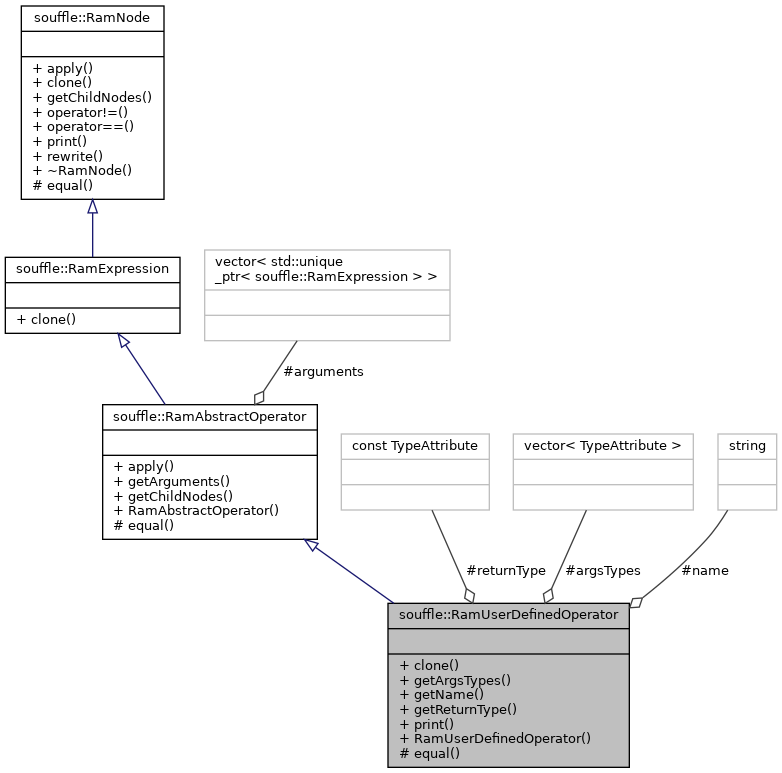 souffle::RamNode
+ apply()
+ clone()
+ getChildNodes()
+ operator!=()
+ operator==()
+ print()
+ rewrite()
+ ~RamNode()
# equal()
souffle::RamExpression
+ clone()
vector< std::unique
_ptr< souffle::RamExpression > >
#arguments
souffle::RamAbstractOperator
+ apply()
+ getArguments()
+ getChildNodes()
+ RamAbstractOperator()
# equal()
const TypeAttribute
vector< TypeAttribute >
string
#returnType
#argsTypes
#name
souffle::RamUserDefinedOperator
+ clone()
+ getArgsTypes()
+ getName()
+ getReturnType()
+ print()
+ RamUserDefinedOperator()
# equal()